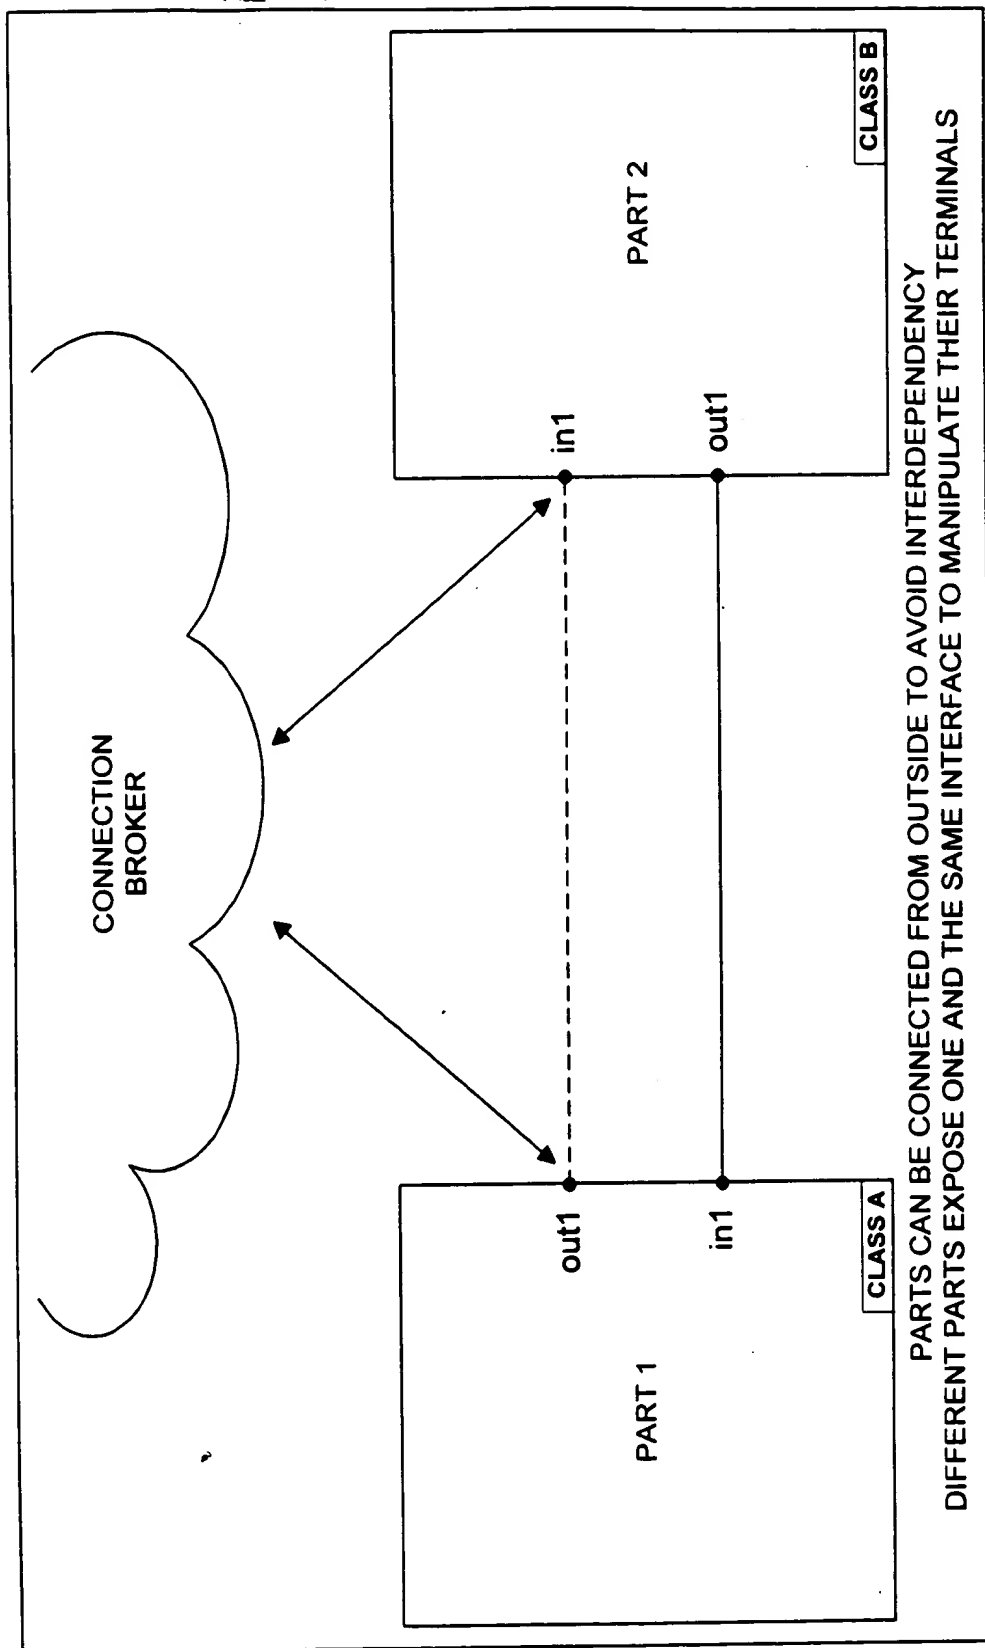 CONNECTION
BROKER
out1
in1
PART 1
CLASS A
in1
out1
PART 2
CLASS B
PARTS CAN BE CONNECTED FROM OUTSIDE TO AVOID INTERDEPENDENCY
DIFFERENT PARTS EXPOSE ONE AND THE SAME INTERFACE TO MANIPULATE THEIR TERMINALS